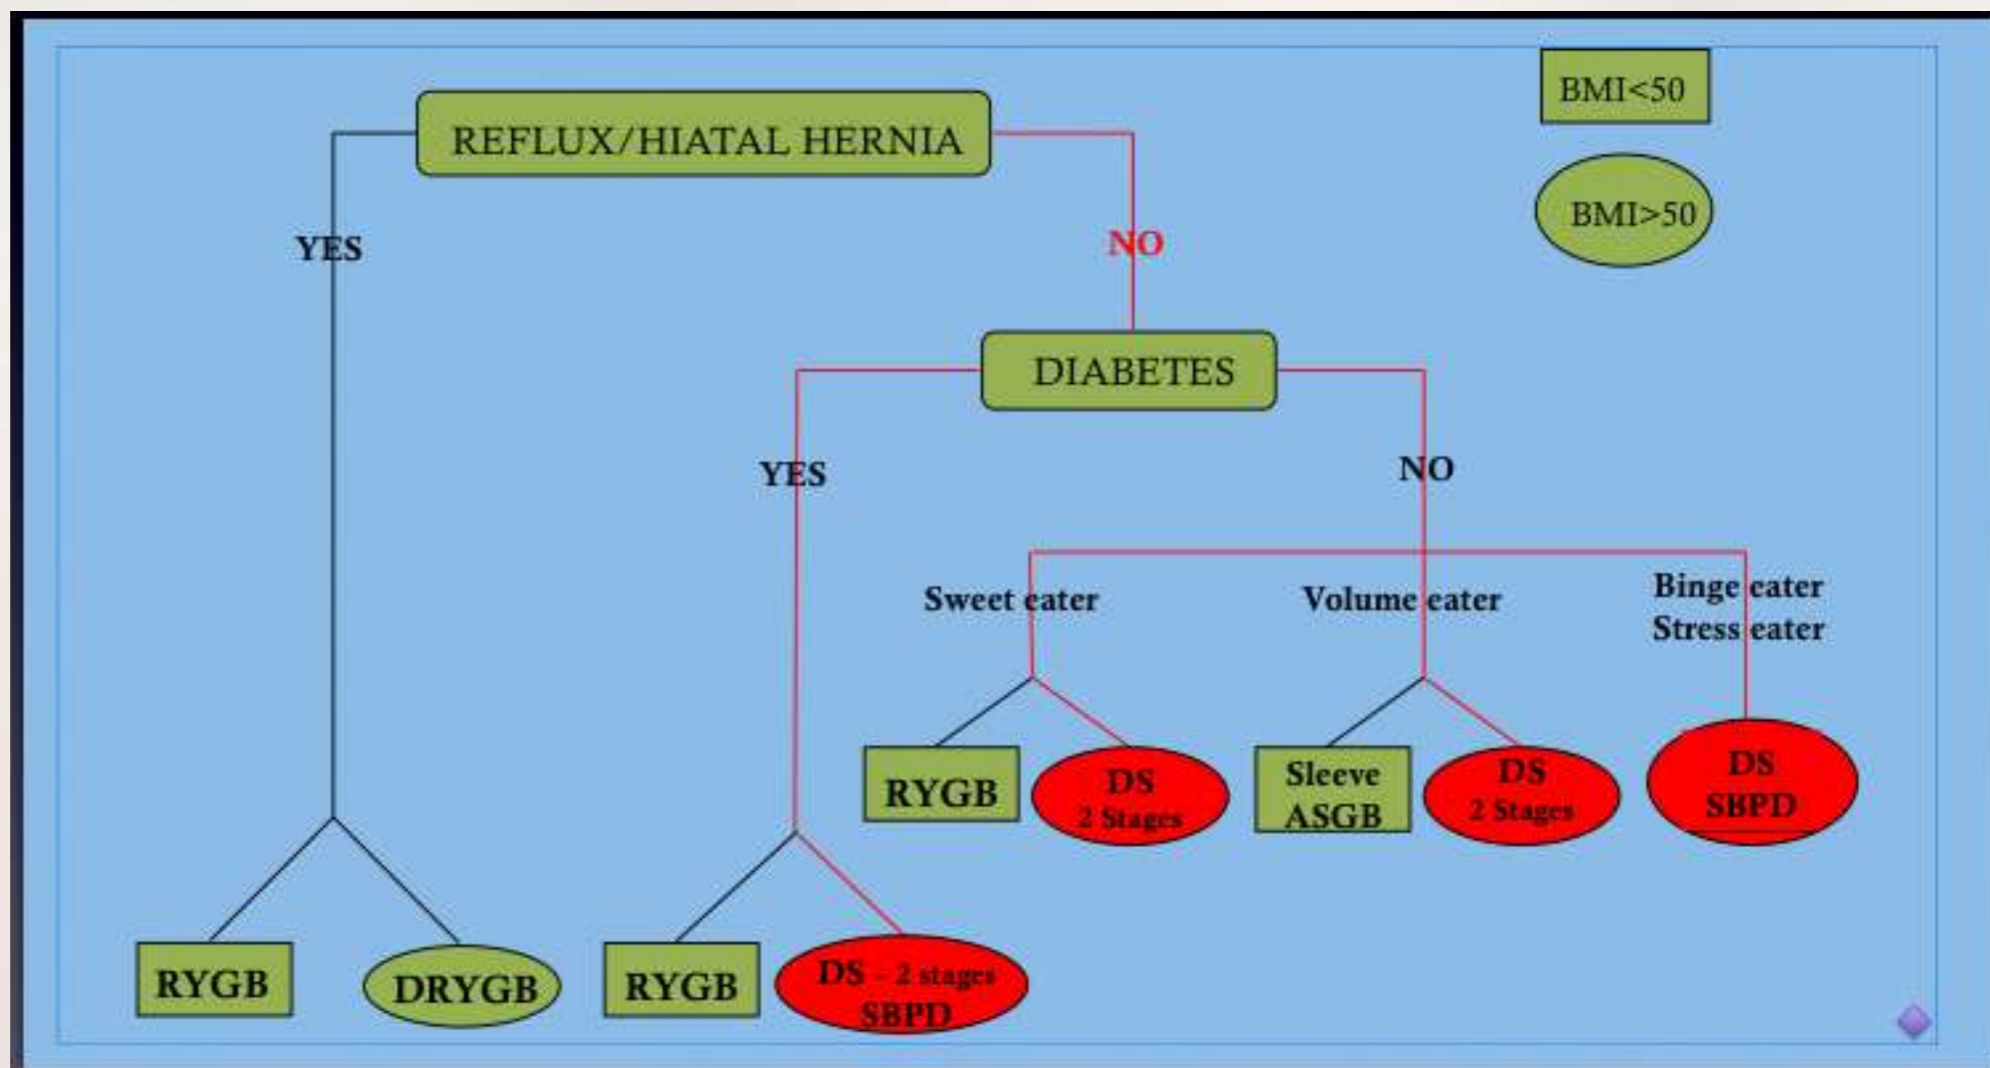 BMI<50
REFLUX/HIATAL HERNIA
BMI>50
YES
NO
DIABETES
YES
NO
Sweet eater
Volume eater
Binge eater
Stress eater
RYGB
DS
2 Stages
Sleeve
ASGB
DS
2 Stages
DS
SBPD
RYGB
DRYGB
RYGB
DS - 2 stages
SBPD